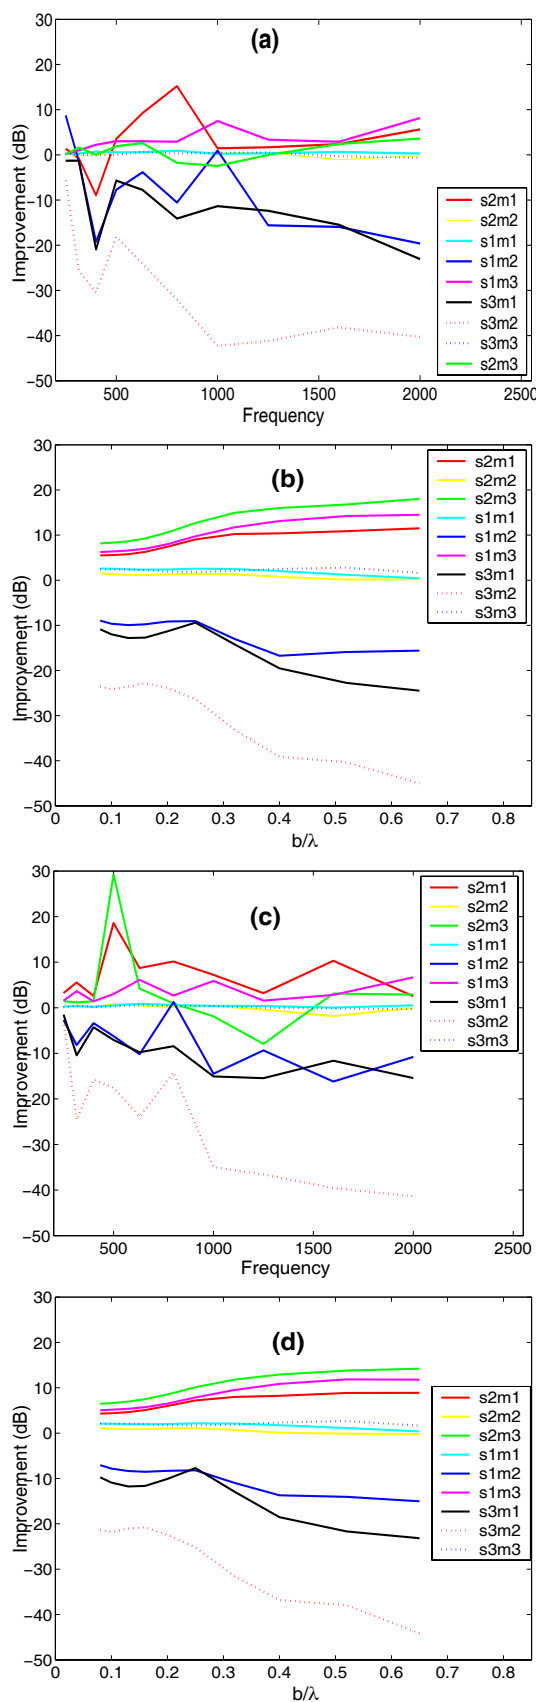 (a)
Improvement (dB)
30
20
10
0
−10
−20
−30
−40
−50
500 1000 1500 2000 2500
Frequency
s2m1
s2m2
s1m1
s1m2
s1m3
s3m1
s3m2
s3m3
s2m3
(b)
Improvement (dB)
30
20
10
0
−10
−20
−30
−40
−50
0 0.1 0.2 0.3 0.4 0.5 0.6 0.7 0.8
b/λ
s2m1
s2m2
s2m3
s1m1
s1m2
s1m3
s3m1
s3m2
s3m3
(c)
Improvement (dB)
30
20
10
0
−10
−20
−30
−40
−50
500 1000 1500 2000 2500
Frequency
s2m1
s2m2
s2m3
s1m1
s1m2
s1m3
s3m1
s3m2
s3m3
(d)
Improvement (dB)
30
20
10
0
−10
−20
−30
−40
−50
0 0.1 0.2 0.3 0.4 0.5 0.6 0.7 0.8
b/λ
s2m1
s2m2
s2m3
s1m1
s1m2
s1m3
s3m1
s3m2
s3m3